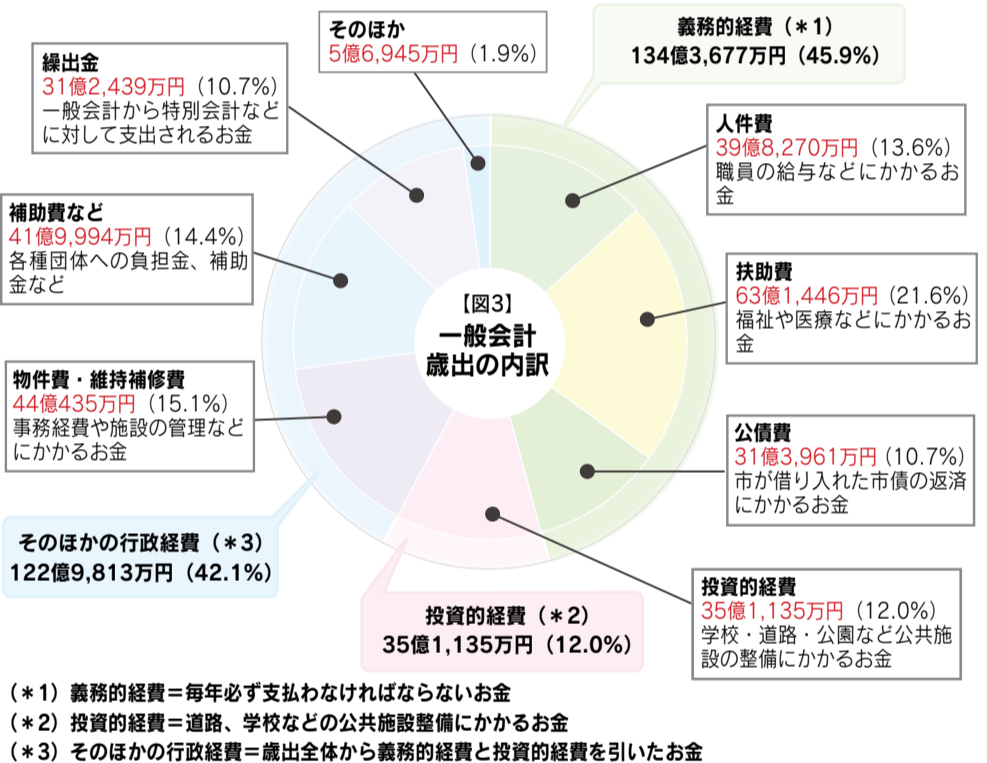 そのほか
5億6,945万円（1.9%）
義務的経費（＊1）
134億3,677万円（45.9%）
繰出金
31億2,439万円（10.7%）
一般会計から特別会計など
に対して支出されるお金
人件費
39億8,270万円（13.6%）
職員の給与などにかかるお
金
補助費など
41億9,994万円（14.4%）
各種団体への負担金、補助
金など
扶助費
63億1,446万円（21.6%）
福祉や医療などにかかるお
金
【図3】
一般会計
歳出の内訳
物件費・維持補修費
44億435万円（15.1%）
事務経費や施設の管理など
にかかるお金
公債費
31億3,961万円（10.7%）
市が借り入れた市債の返済
にかかるお金
そのほかの行政経費（＊3）
122億9,813万円（42.1%）
投資的経費（＊2）
35億1,135万円（12.0%）
投資的経費
35億1,135万円（12.0%）
学校・道路・公園など公共施
設の整備にかかるお金
（＊1）義務的経費＝毎年必ず支払わなければならないお金
（＊2）投資的経費＝道路、学校などの公共施設整備にかかるお金
（＊3）そのほかの行政経費＝歳出全体から義務的経費と投資的経費を引いたお金